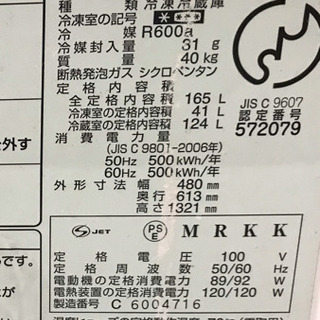 種類 冷凍冷蔵庫
冷凍室の記号 ****
冷媒 R600a
冷媒封入量 31 g
質量 40 kg
断熱発泡ガス シクロペンタン
定格内容積
全定格内容積 165 L
冷凍室の定格内容積 41 L
冷蔵室の定格内容積 124 L
消費電力量
(JIS C 9801-2006年)
50Hz 500 kWh/年
60Hz 500 kWh/年
外形寸法 幅 480 mm
奥行 613 mm
高さ 1321 mm
JIS C 9607
認定番号
572079
を外す
S JET
PS E
MRKK
定格電圧 100 V
定格周波数 50/60 Hz
電動機の定格消費電力 89/92 W
電熱装置の定格消費電力 120/120 W
製造番号 C 6004716
です。